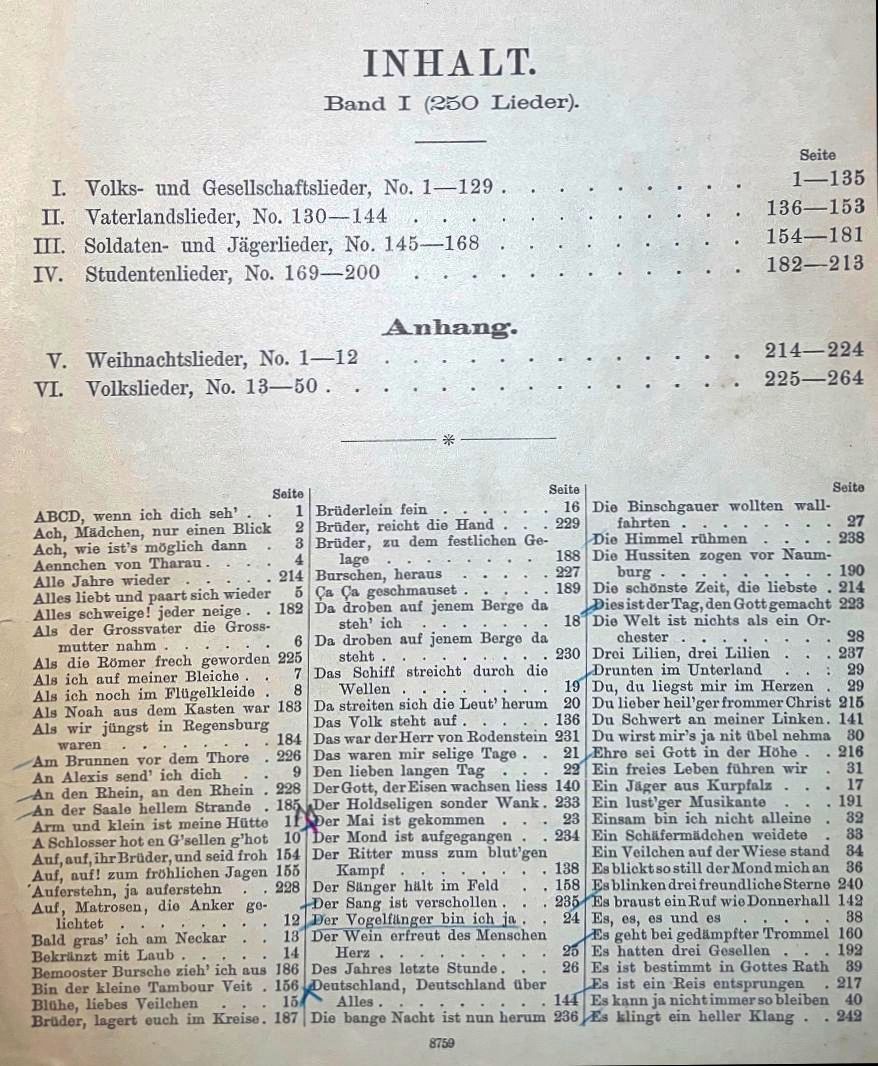 INHALT.
Band I (250 Lieder).
Seite
I. Volks- und Gesellschaftslieder, No. 1—129 . . . . . . . . . 1—135
II. Vaterlandslieder, No. 130—144 . . . . . . . . . . . . 136—153
III. Soldaten- und Jägerlieder, No. 145—168 . . . . . . . . . 154—181
IV. Studentenlieder, No. 169—200 . . . . . . . . . . . . 182—213
Anhang.
V. Weihnachtslieder, No. 1—12 . . . . . . . . . . . . . 214—224
VI. Volkslieder, No. 13—50 . . . . . . . . . . . . . . . 225—264
Seite
ABCD, wenn ich dich seh' . . 1
Ach, Mädchen, nur einen Blick 2
Ach, wie ist's möglich dann . 3
Aennchen von Tharau . . . . 4
Alle Jahre wieder . . . . . 214
Alles liebt und paart sich wieder 5
Alles schweige! jeder neige . . 182
Als der Grossvater die Gross-
mutter nahm . . . . . . 6
Als die Römer frech geworden 225
Als ich auf meiner Bleiche . . 7
Als ich noch im Flügelkleide . 8
Als Noah aus dem Kasten war 183
Als wir jüngst in Regensburg
waren . . . . . . . 184
Am Brunnen vor dem Thore . 226
An Alexis send' ich dich . . 9
An den Rhein, an den Rhein . 228
An der Saale hellem Strande . 185
Arm und klein ist meine Hütte 11
A Schlosser hot en G'sellen g'hot 10
Auf, auf, ihr Brüder, und seid froh 154
Auf, auf! zum fröhlichen Jagen 155
Auferstehn, ja auferstehn . . 228
Auf, Matrosen, die Anker ge-
lichtet . . . . . . . 12
Bald gras' ich am Neckar . . 13
Bekränzt mit Laub . . . . . 14
Bemooster Bursche zieh' ich aus 186
Bin der kleine Tambour Veit . 156
Blühe, liebes Veilchen . . . 15
Brüder, lagert euch im Kreise . 187
Seite
Brüderlein fein . . . . . . 16
Brüder, reicht die Hand . . . 229
Brüder, zu dem festlichen Ge-
lage . . . . . . . . 188
Burschen, heraus . . . . . 227
Ça Ça geschmauset . . . . . 189
Da droben auf jenem Berge da
steh' ich . . . . . . . 18
Da droben auf jenem Berge da
steht . . . . . . . . 230
Das Schiff streicht durch die
Wellen . . . . . . . 19
Da streiten sich die Leut' herum 20
Das Volk steht auf . . . . . 136
Das war der Herr von Rodenstein 231
Das waren mir selige Tage . . 21
Den lieben langen Tag . . . 22
Der Gott, der Eisen wachsen liess 140
Der Holdseligen sonder Wank . 233
Der Mai ist gekommen . . . 23
Der Mond ist aufgegangen . . 234
Der Ritter muss zum blut'gen
Kampf . . . . . . . 138
Der Sänger hält im Feld . . 158
Der Sang ist verschollen . . . 235
Der Vogelfänger bin ich ja . . 24
Der Wein erfreut des Menschen
Herz . . . . . . . . 25
Des Jahres letzte Stunde . . . 26
Deutschland, Deutschland über
Alles . . . . . . . . 144
Die bange Nacht ist nun herum 236
Seite
Die Binschgauer wollten wall-
fahrten . . . . . . . . 27
Die Himmel rühmen . . . . 238
Die Hussiten zogen vor Naum-
burg . . . . . . . . 190
Die schönste Zeit, die liebste . 214
Dies ist der Tag, den Gott gemacht 223
Die Welt ist nichts als ein Or-
chester . . . . . . . 28
Drei Lilien, drei Lilien . . . 237
Drunten im Unterland . . : 29
Du, du liegst mir im Herzen . 29
Du lieber heil'ger frommer Christ 215
Du Schwert an meiner Linken . 141
Du wirst mir's ja nit übel nehma 30
Ehre sei Gott in der Höhe . . 216
Ein freies Leben führen wir . 31
Ein Jäger aus Kurpfalz . . . 17
Ein lust'ger Musikante . . . 191
Einsam bin ich nicht alleine . 32
Ein Schäfermädchen weidete . 33
Ein Veilchen auf der Wiese stand 34
Es blickt so still der Mond mich an 36
Es blinken drei freundliche Sterne 240
Es braust ein Ruf wie Donnerhall 142
Es, es, es und es . . . . . 38
Es geht bei gedämpfter Trommel 160
Es hatten drei Gesellen . . . 192
Es ist bestimmt in Gottes Rath 39
Es ist ein Reis entsprungen . 217
Es kann ja nicht immer so bleiben 40
Es klingt ein heller Klang . . 242
8759